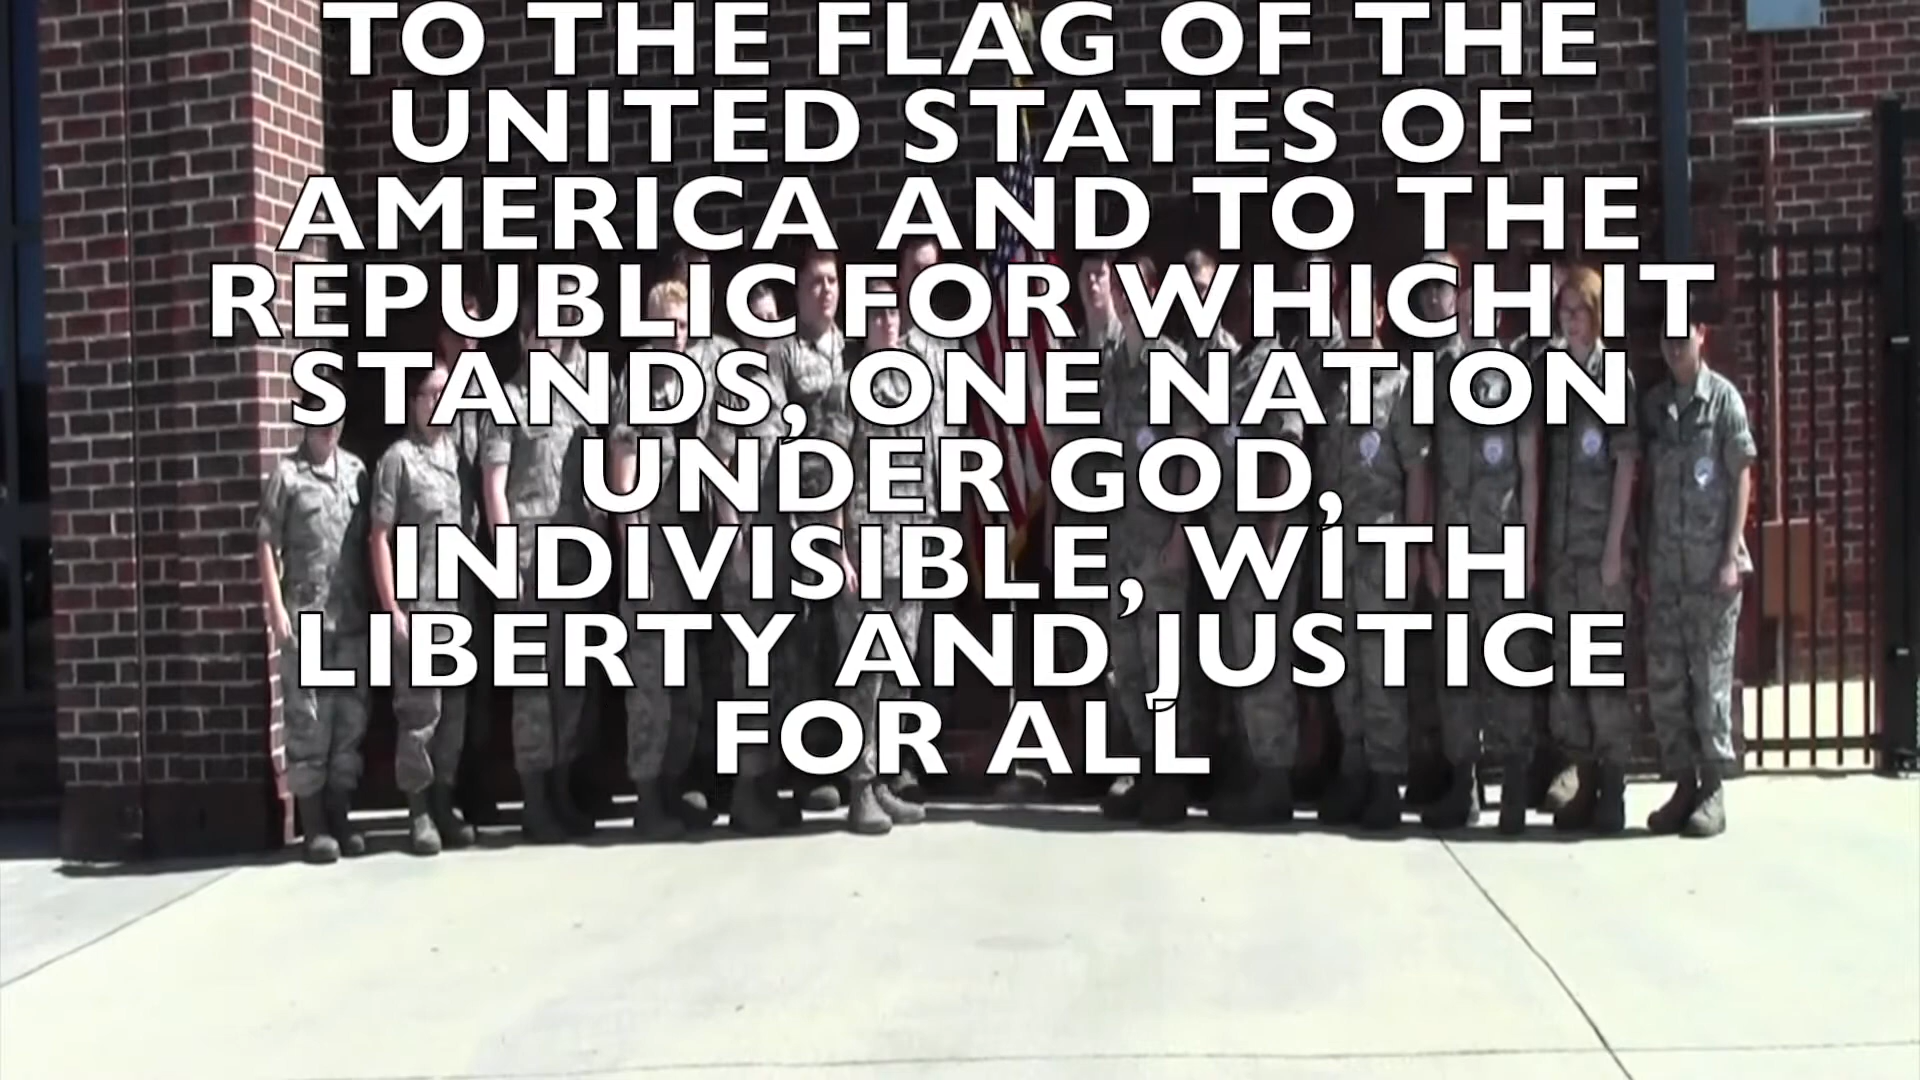 TO THE FLAG OF THE
UNITED STATES OF
AMERICA AND TO THE
REPUBLIC FOR WHICH IT
STANDS, ONE NATION
UNDER GOD,
INDIVISIBLE, WITH
LIBERTY AND JUSTICE
FOR ALL